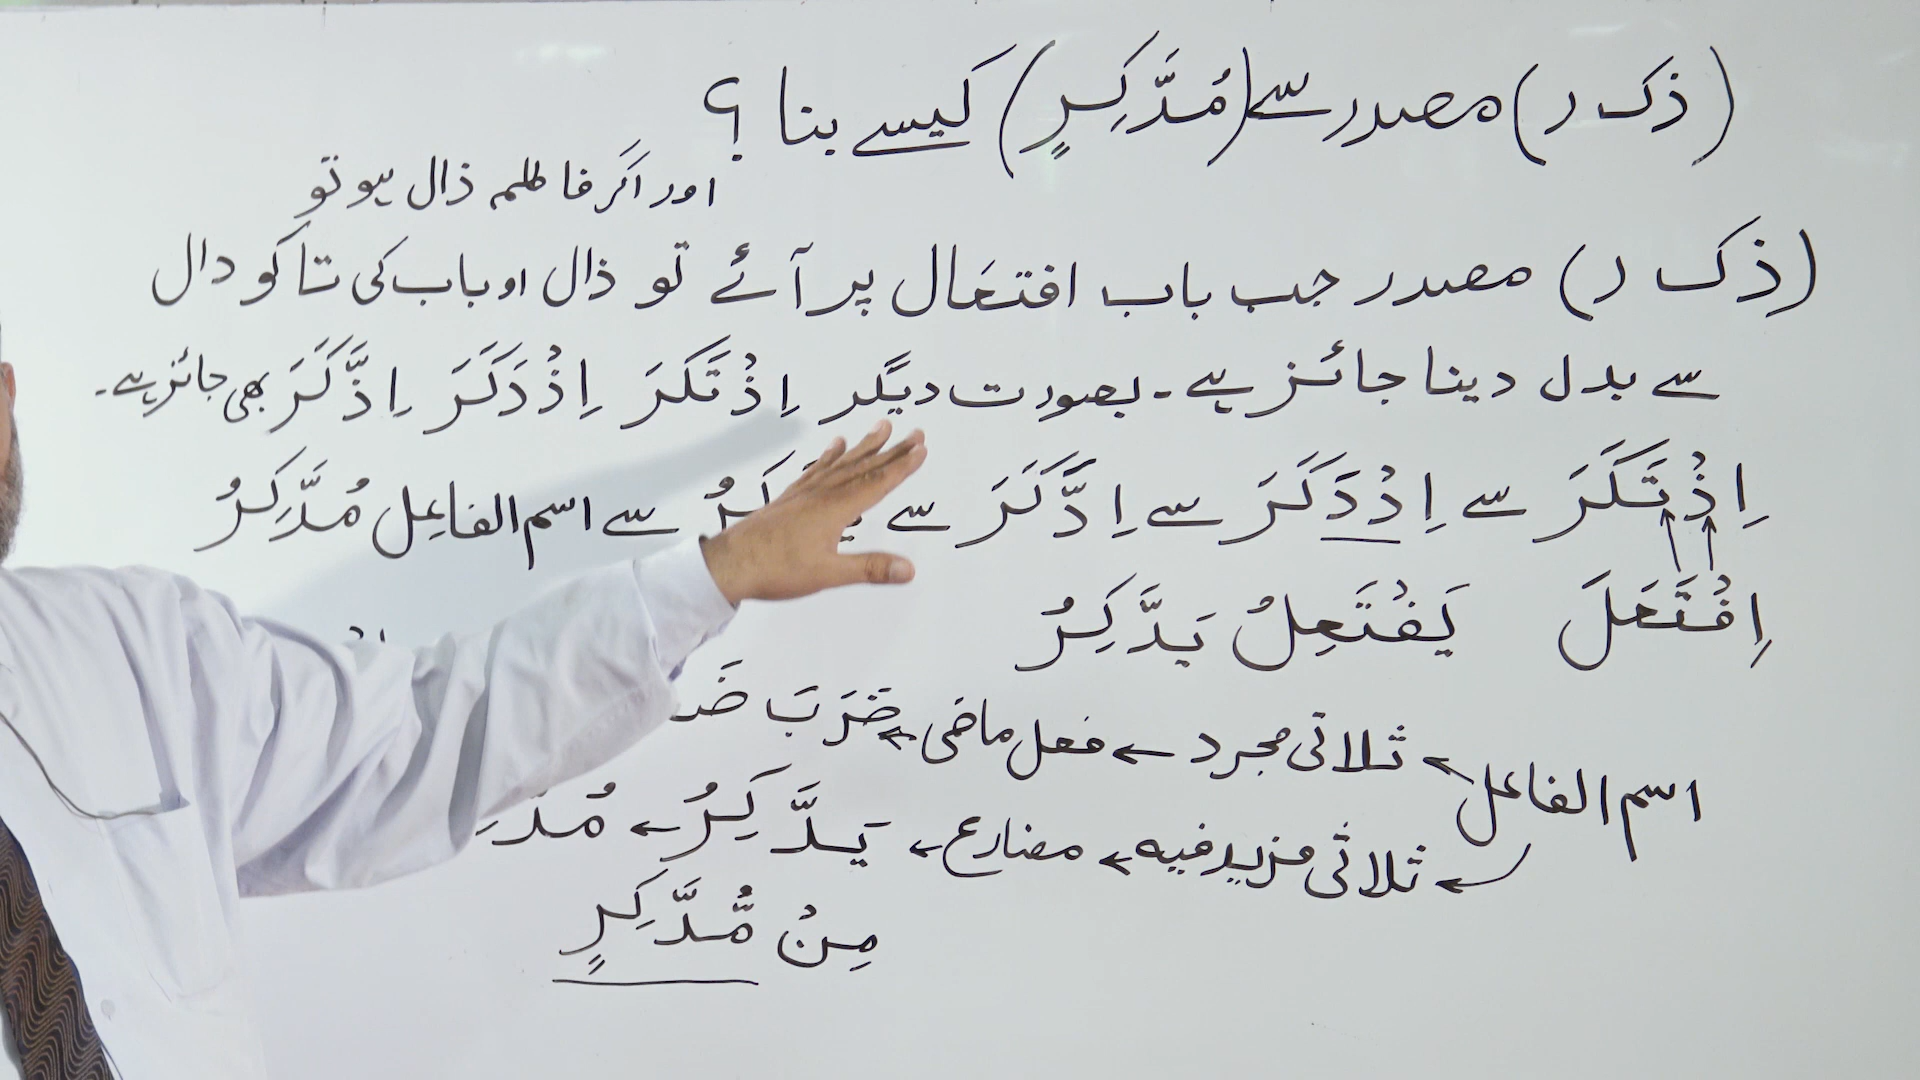 (ذ ک ر) مصدر سے (مُدَّكِرٍ) کیسے بنا ؟
اور اگر فا کلمہ ذال ہو تو
(ذ ک ر) مصدر جب باب افتعَال پر آئے تو ذال او باب کی تا کو دال
سے بدل دینا جائز ہے۔ بصورت دیگر اِذْتَكَرَ اِذْدَكَرَ اِذَّكَرَ بھی جائز ہے۔
اِذْتَكَرَ سے اِدْدَكَرَ سے اِدَّكَرَ سے سے اسم الفاعل مُدَّكِرُ
اِفْتَعَلَ يَفْتَعِلُ يَدَّكِرُ
اسم الفاعل ← ثلاثی مجرد ← فعل ماضی ← ضَرَبَ
← ثلاثی مزید فیہ ← مضارع ← يَدَّكِرُ ←
مِنْ مُّدَّكِرٍ